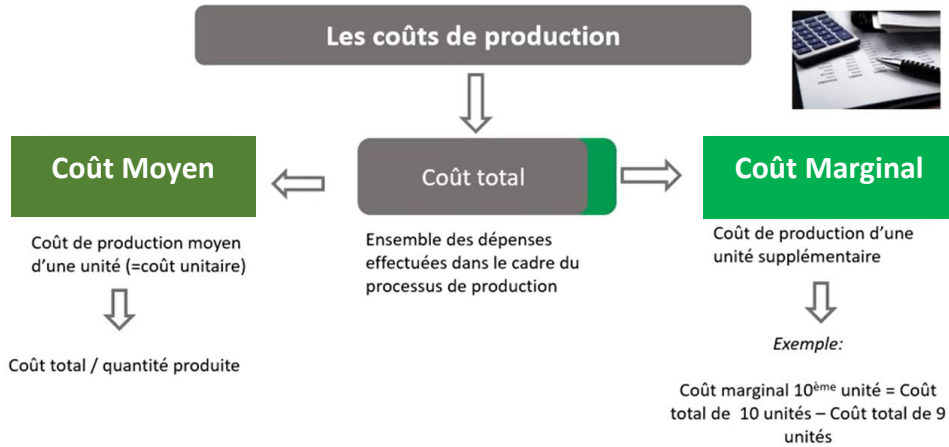 Les coûts de production
Coût Moyen
Coût total
Coût Marginal
Coût de production moyen
d'une unité (=coût unitaire)
Ensemble des dépenses
effectuées dans le cadre du
processus de production
Coût de production d'une
unité supplémentaire
Coût total / quantité produite
Exemple:
Coût marginal 10ème unité = Coût
total de 10 unités – Coût total de 9
unités